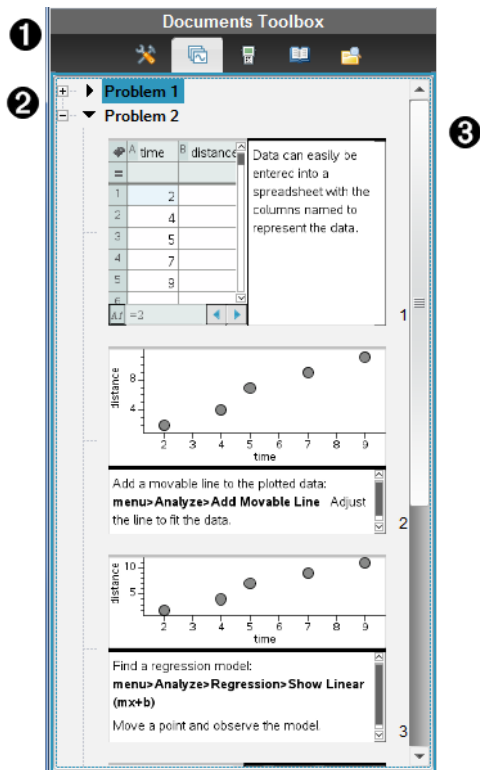 Documents Toolbox
❶
❷
❸
Problem 1
Problem 2
A time B distance
=
1 2
2 4
3 5
4 7
5 9
6
A1 =2
Data can easily be
entered into a
spreadsheet with the
columns named to
represent the data.
1
distance
8
4
2 3 4 5 6 7 8 9
time
Add a movable line to the plotted data:
menu>Analyze>Add Movable Line Adjust
the line to fit the data.
2
distance
10
5
2 3 4 5 6 7 8 9
time
Find a regression model:
menu>Analyze>Regression>Show Linear
(mx+b)
Move a point and observe the model.
3